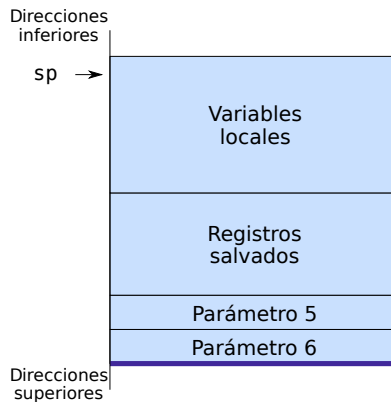 Direcciones
inferiores
sp
Variables
locales
Registros
salvados
Parámetro 5
Parámetro 6
Direcciones
superiores